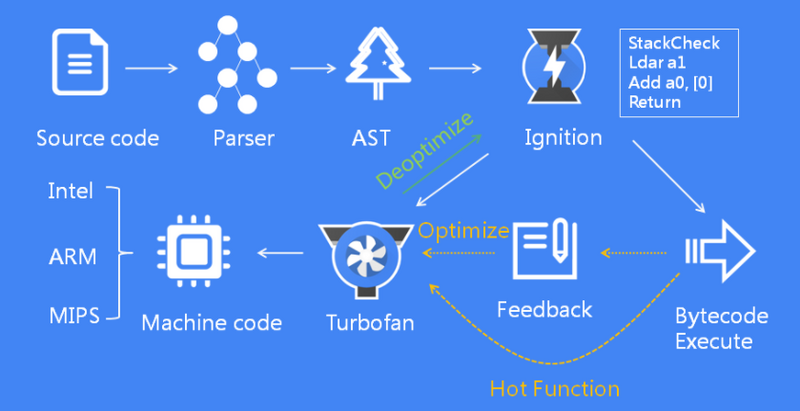 StackCheck
Ldar a1
Add a0, [0]
Return
Source code
Parser
AST
Ignition
Deoptimize
Intel
ARM
MIPS
Machine code
Turbofan
Optimize
Feedback
Bytecode
Execute
Hot Function